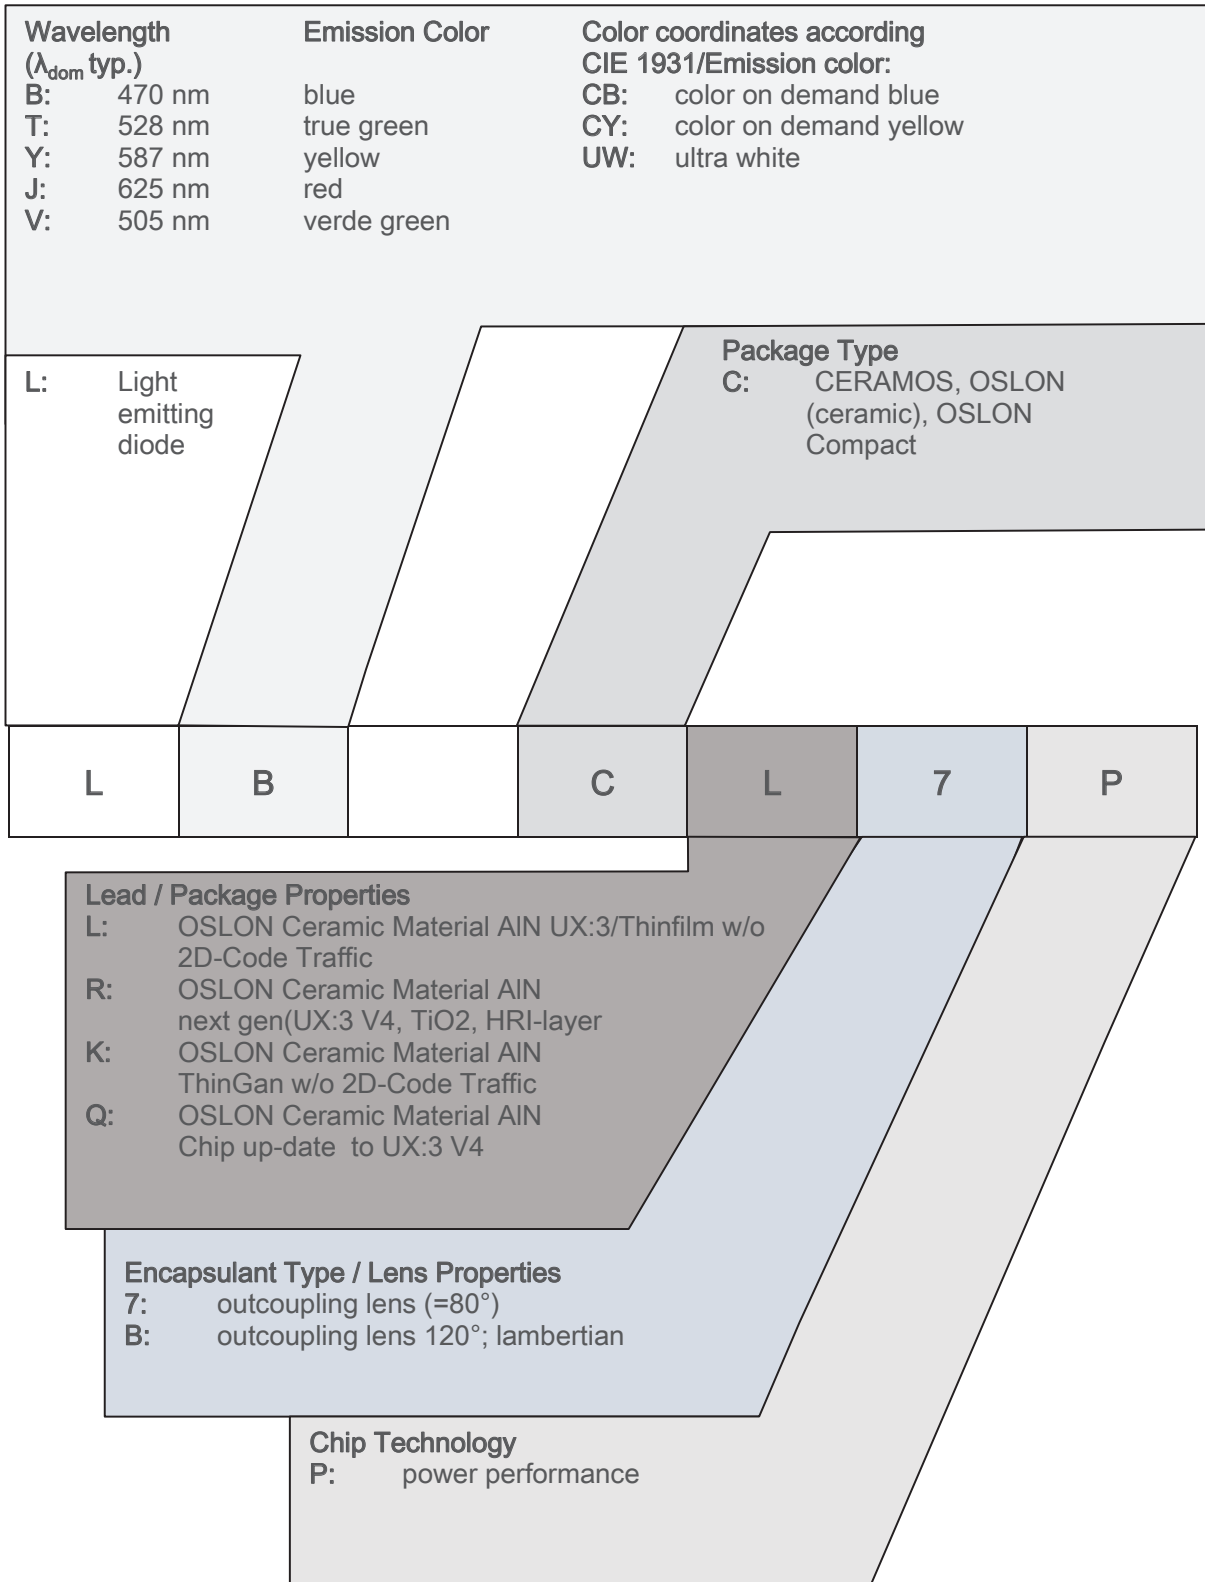 Wavelength Emission Color Color coordinates according
(λdom typ.) CIE 1931/Emission color:
B: 470 nm blue CB: color on demand blue
T: 528 nm true green CY: color on demand yellow
Y: 587 nm yellow UW: ultra white
J: 625 nm red
V: 505 nm verde green
L: Light
emitting
diode
Package Type
C: CERAMOS, OSLON
(ceramic), OSLON
Compact
L B C L 7 P
Lead / Package Properties
L: OSLON Ceramic Material AlN UX:3/Thinfilm w/o
2D-Code Traffic
R: OSLON Ceramic Material AlN
next gen(UX:3 V4, TiO2, HRI-layer
K: OSLON Ceramic Material AlN
ThinGan w/o 2D-Code Traffic
Q: OSLON Ceramic Material AlN
Chip up-date to UX:3 V4
Encapsulant Type / Lens Properties
7: outcoupling lens (=80°)
B: outcoupling lens 120°; lambertian
Chip Technology
P: power performance